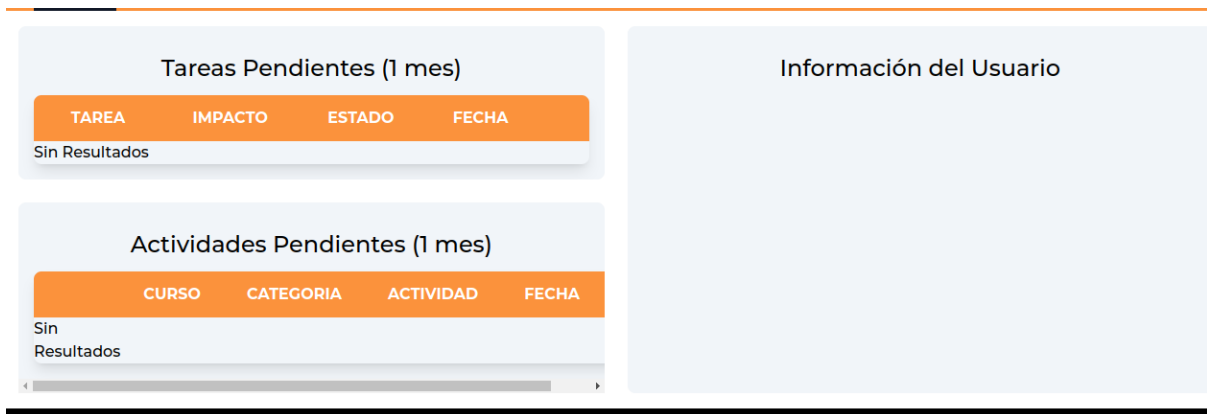 Tareas Pendientes (1 mes)
TAREA IMPACTO ESTADO FECHA
Sin Resultados
Actividades Pendientes (1 mes)
CURSO CATEGORIA ACTIVIDAD FECHA
Sin
Resultados
Información del Usuario